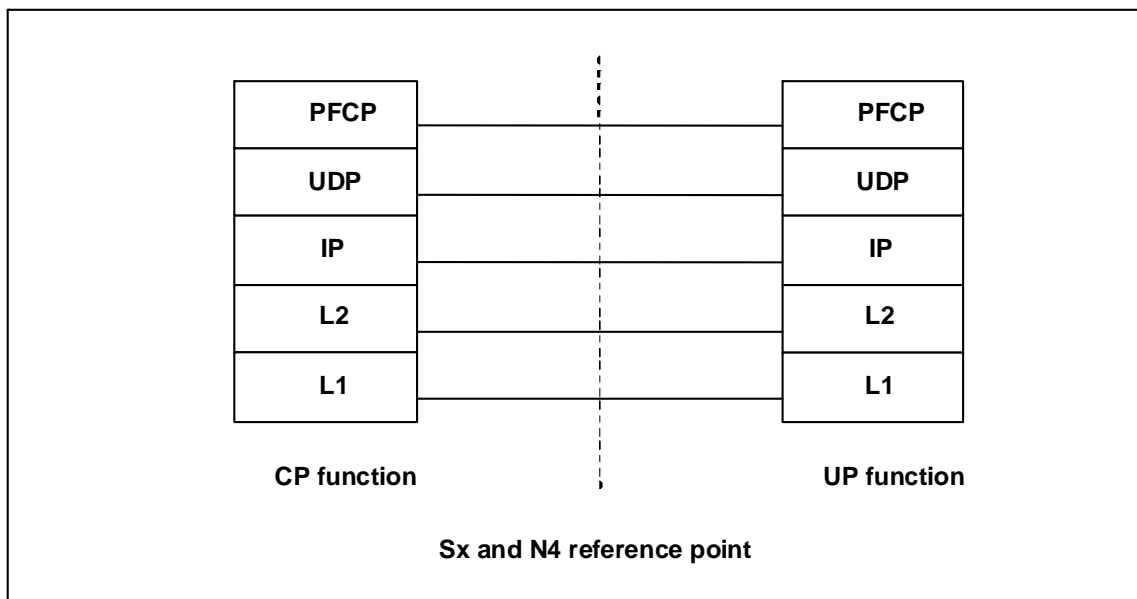 PFCP
PFCP
UDP
UDP
IP
IP
L2
L2
L1
L1
CP function
UP function
Sx and N4 reference point